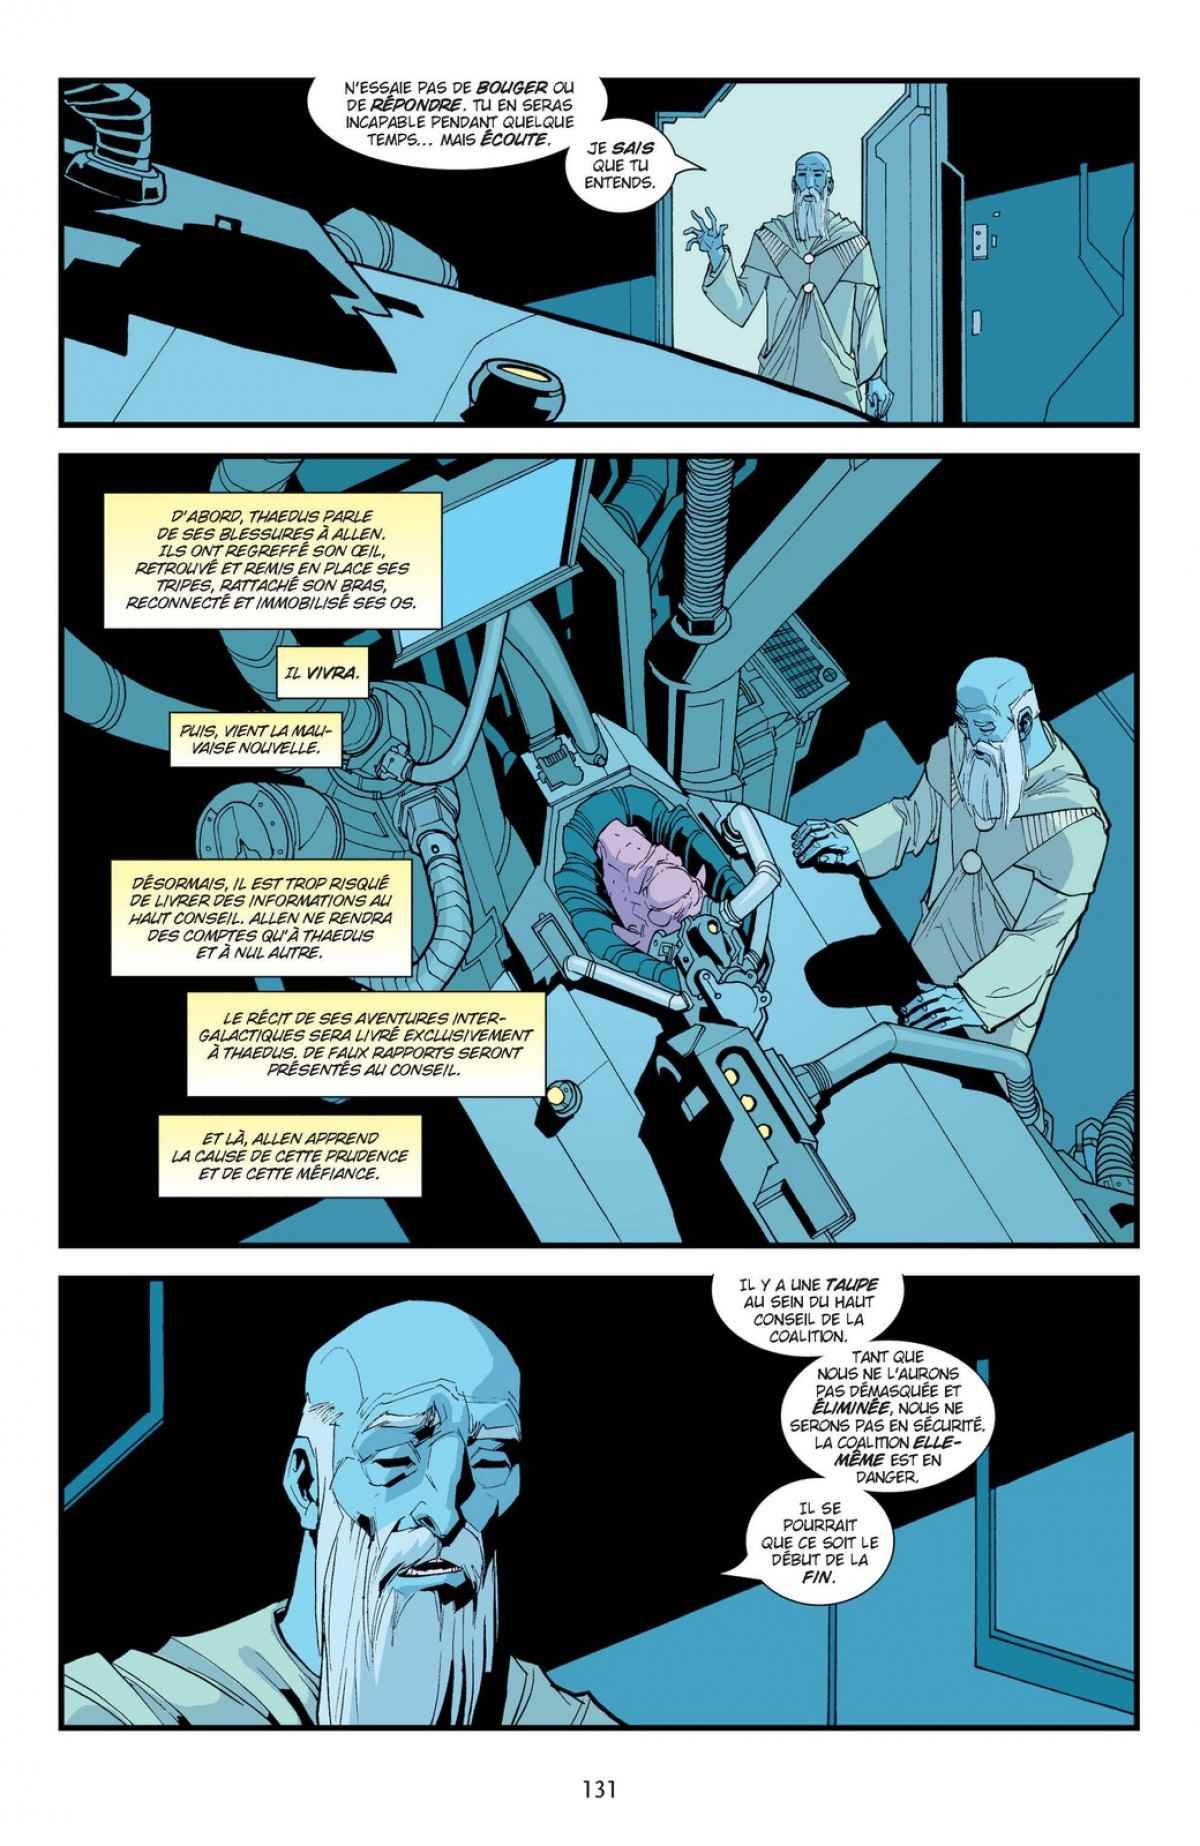 N'ESSAIE PAS DE BOUGER OU
DE RÉPONDRE. TU EN SERAS
INCAPABLE PENDANT QUELQUE
TEMPS... MAIS ÉCOUTE.
JE SAIS
QUE TU
ENTENDS.
D'ABORD, THAEDUS PARLE
DE SES BLESSURES À ALLEN.
ILS ONT REGREFFÉ SON ŒIL,
RETROUVÉ ET REMIS EN PLACE SES
TRIPES, RATTACHÉ SON BRAS,
RECONNECTÉ ET IMMOBILISÉ SES OS.
IL VIVRA.
PUIS, VIENT LA MAU-
VAISE NOUVELLE.
DÉSORMAIS, IL EST TROP RISQUÉ
DE LIVRER DES INFORMATIONS AU
HAUT CONSEIL. ALLEN NE RENDRA
DES COMPTES QU'À THAEDUS
ET À NUL AUTRE.
LE RÉCIT DE SES AVENTURES INTER-
GALACTIQUES SERA LIVRÉ EXCLUSIVEMENT
À THAEDUS. DE FAUX RAPPORTS SERONT
PRÉSENTÉS AU CONSEIL.
ET LÀ, ALLEN APPREND
LA CAUSE DE CETTE PRUDENCE
ET DE CETTE MÉFIANCE.
IL Y A UNE TAUPE
AU SEIN DU HAUT
CONSEIL DE LA
COALITION.
TANT QUE
NOUS NE L'AURONS
PAS DÉMASQUÉE ET
ÉLIMINÉE, NOUS NE
SERONS PAS EN SÉCURITÉ.
LA COALITION ELLE-
MÊME EST EN
DANGER.
IL SE
POURRAIT
QUE CE SOIT LE
DÉBUT DE LA
FIN.
131